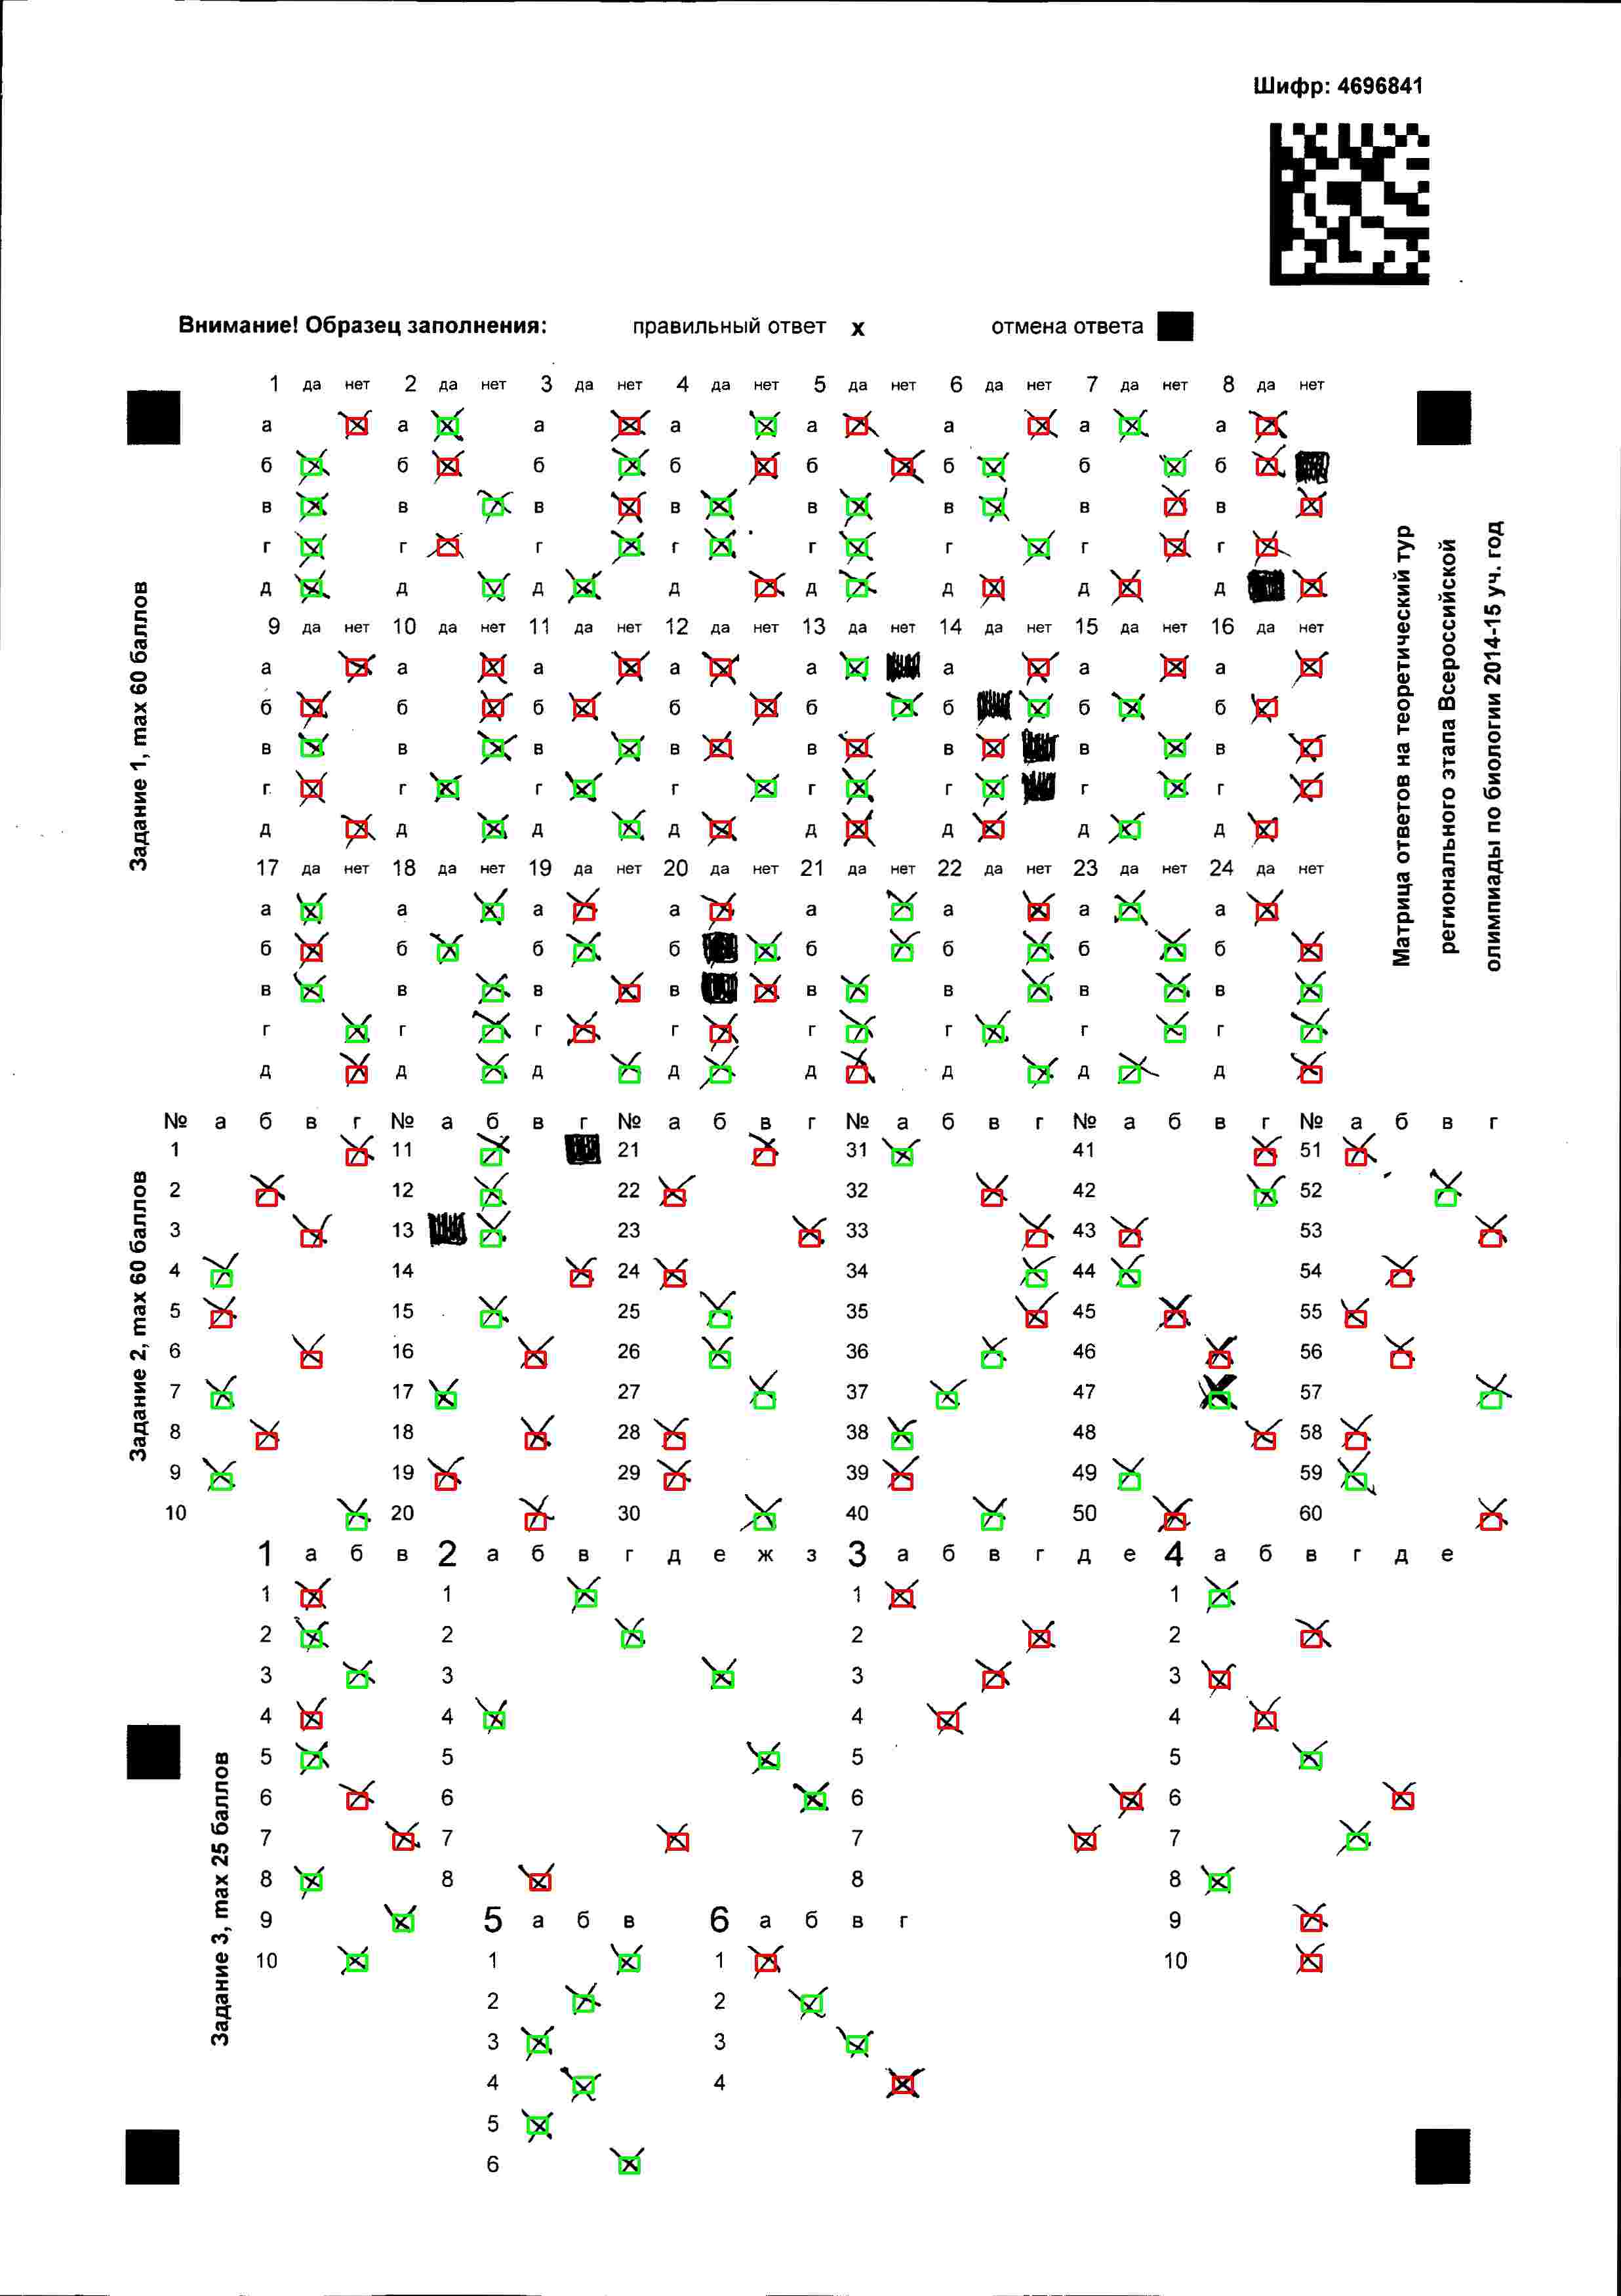 Шифр: 4696841
Внимание! Образец заполнения: правильный ответ x отмена ответа
1 да нет 2 да нет 3 да нет 4 да нет 5 да нет 6 да нет 7 да нет 8 да нет
а а а а а а а а
б б б б б б б б
в в в в в в в в
г г г г г г г г
д д д д д д д д
9 да нет 10 да нет 11 да нет 12 да нет 13 да нет 14 да нет 15 да нет 16 да нет
а а а а а а а а
б б б б б б б б
в в в в в в в в
г г г г г г г г
д д д д д д д д
17 да нет 18 да нет 19 да нет 20 да нет 21 да нет 22 да нет 23 да нет 24 да нет
а а а а а а а а
б б б б б б б б
в в в в в в в в
г г г г г г г г
д д д д д д д д
Задание 1, max 60 баллов
Матрица ответов на теоретический тур
регионального этапа Всероссийской
олимпиады по биологии 2014-15 уч. год
№ а б в г № а б в г № а б в г № а б в г № а б в г № а б в г
1 11 21 31 41 51
2 12 22 32 42 52
3 13 23 33 43 53
4 14 24 34 44 54
5 15 25 35 45 55
6 16 26 36 46 56
7 17 27 37 47 57
8 18 28 38 48 58
9 19 29 39 49 59
10 20 30 40 50 60
Задание 2, max 60 баллов
1 а б в 2 а б в г д е ж з 3 а б в г д е 4 а б в г д е
1 1 1 1
2 2 2 2
3 3 3 3
4 4 4 4
5 5 5 5
6 6 6 6
7 7 7 7
8 8 8 8
9 5 а б в 6 а б в г 9
10 1 1 10
2 2
3 3
4 4
5
6
Задание 3, max 25 баллов